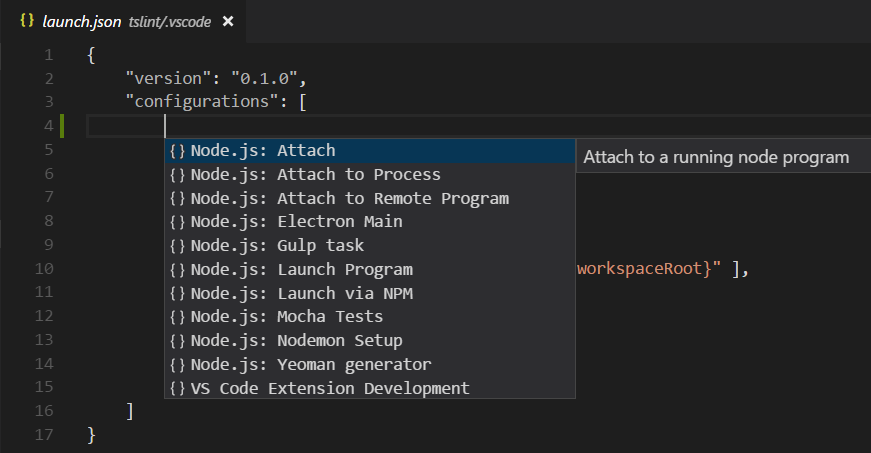 {} launch.json tslint/.vscode ×
1 {
2 "version": "0.1.0",
3 "configurations": [
4
5 {} Node.js: Attach Attach to a running node program
6 {} Node.js: Attach to Process
7 {} Node.js: Attach to Remote Program
8 {} Node.js: Electron Main
9 {} Node.js: Gulp task
10 {} Node.js: Launch Program workspaceRoot}" ],
11 {} Node.js: Launch via NPM
12 {} Node.js: Mocha Tests
13 {} Node.js: Nodemon Setup
14 {} Node.js: Yeoman generator
15 {} VS Code Extension Development
16 ]
17 }